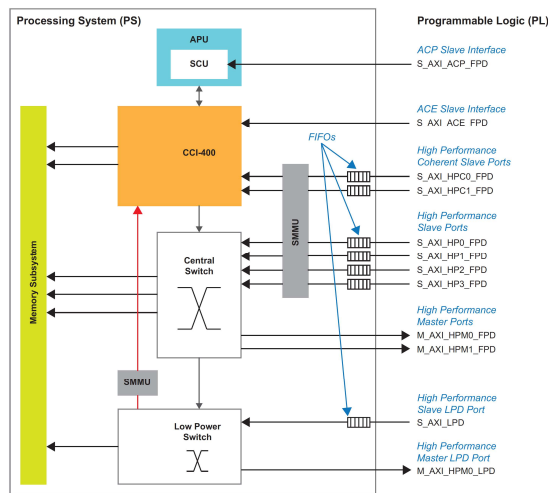 Processing System (PS)
Programmable Logic (PL)
APU
SCU
ACP Slave Interface
S_AXI_ACP_FPD
ACE Slave Interface
S_AXI_ACE_FPD
CCI-400
FIFOs
High Performance
Coherent Slave Ports
S_AXI_HPC0_FPD
S_AXI_HPC1_FPD
SMMU
High Performance
Slave Ports
S_AXI_HP0_FPD
S_AXI_HP1_FPD
S_AXI_HP2_FPD
S_AXI_HP3_FPD
Memory Subsystem
Central
Switch
High Performance
Master Ports
M_AXI_HPM0_FPD
M_AXI_HPM1_FPD
SMMU
Low Power
Switch
High Performance
Slave LPD Port
S_AXI_LPD
High Performance
Master LPD Port
M_AXI_HPM0_LPD